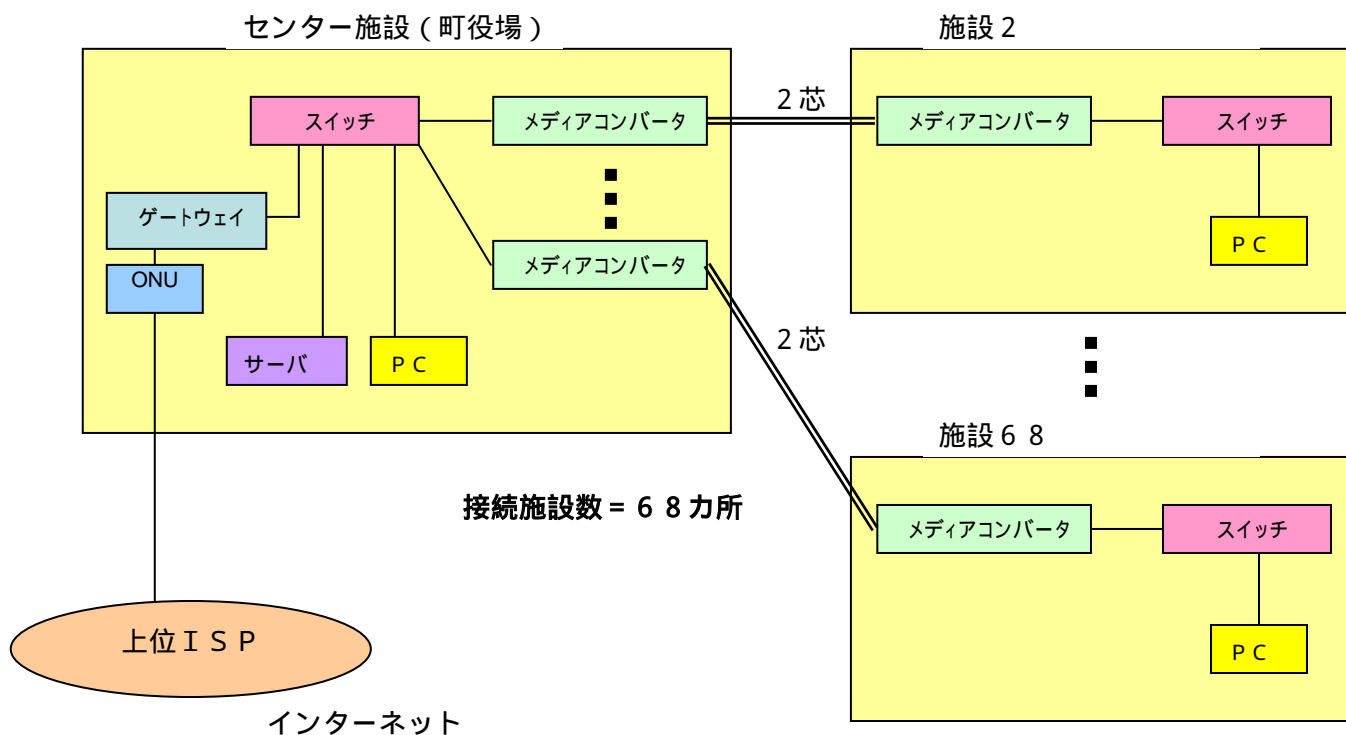 センター施設（町役場）
施設２
２芯
スイッチ
メディアコンバータ
メディアコンバータ
スイッチ
ゲートウェイ
ＰＣ
メディアコンバータ
ONU
２芯
サーバ
ＰＣ
施設６８
接続施設数＝６８カ所
メディアコンバータ
スイッチ
上位ＩＳＰ
ＰＣ
インターネット